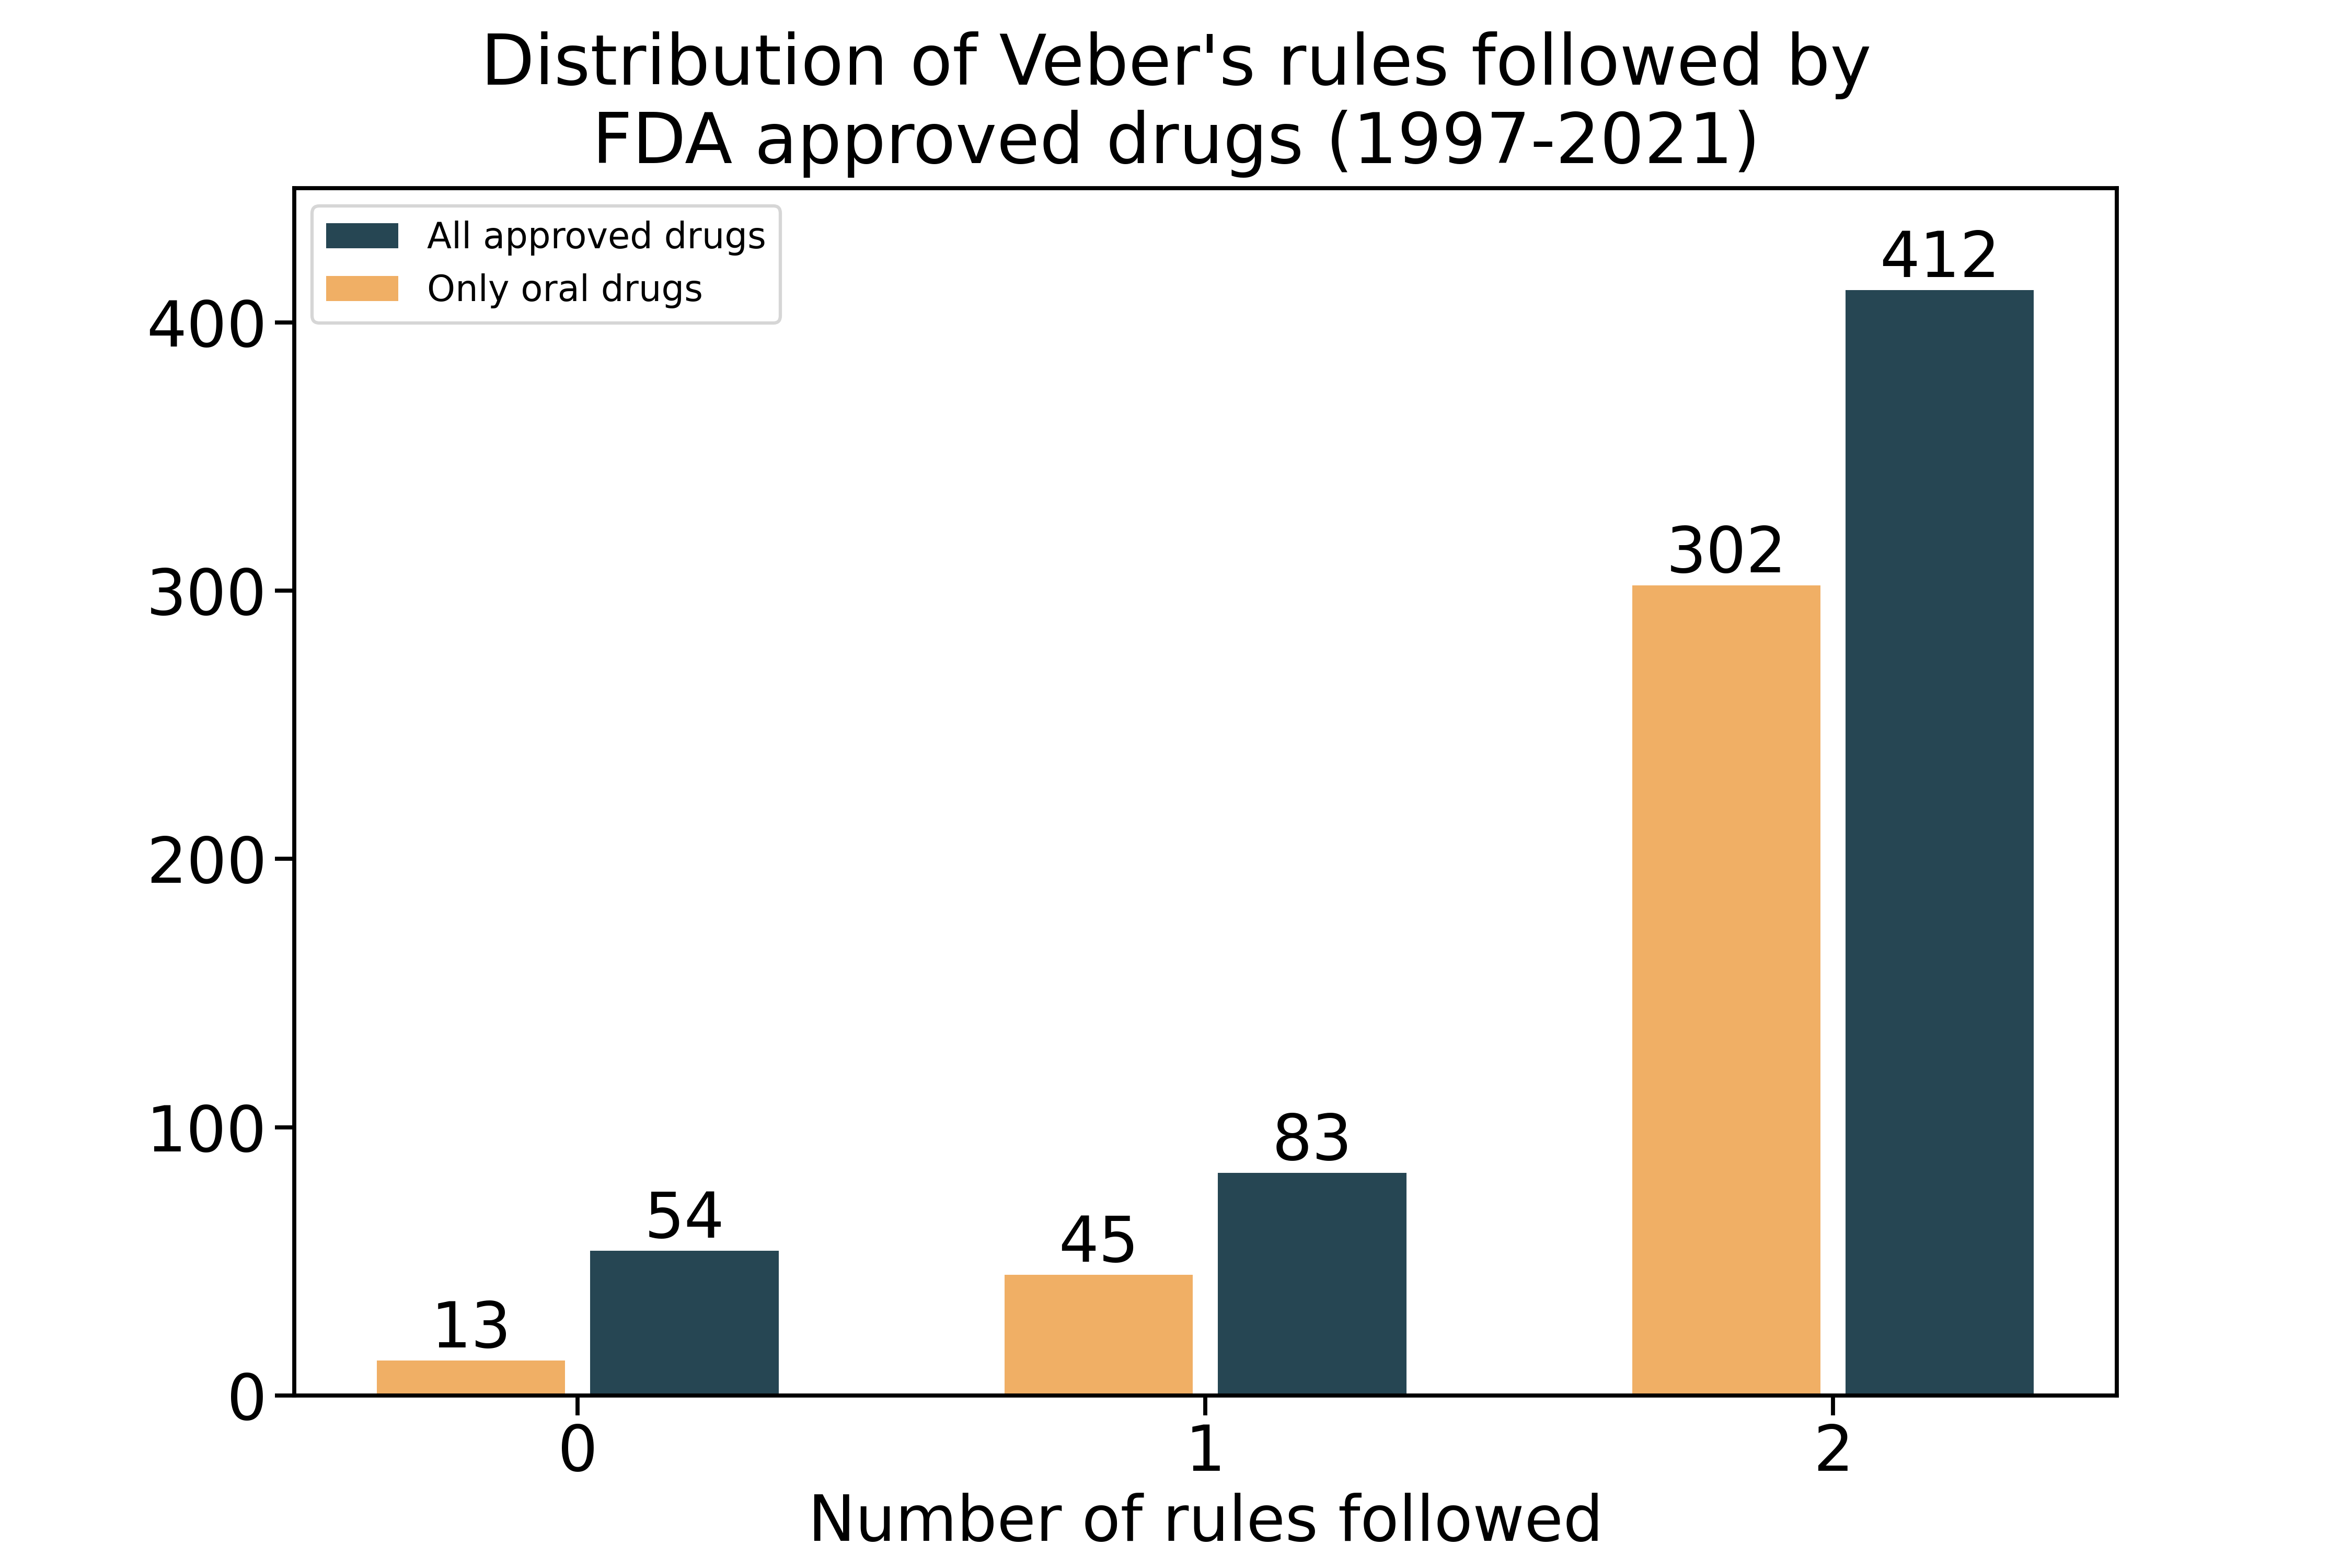 Distribution of Veber's rules followed by
FDA approved drugs (1997-2021)
All approved drugs
Only oral drugs
400
300
200
100
0
412
302
83
54
45
13
0
1
2
Number of rules followed